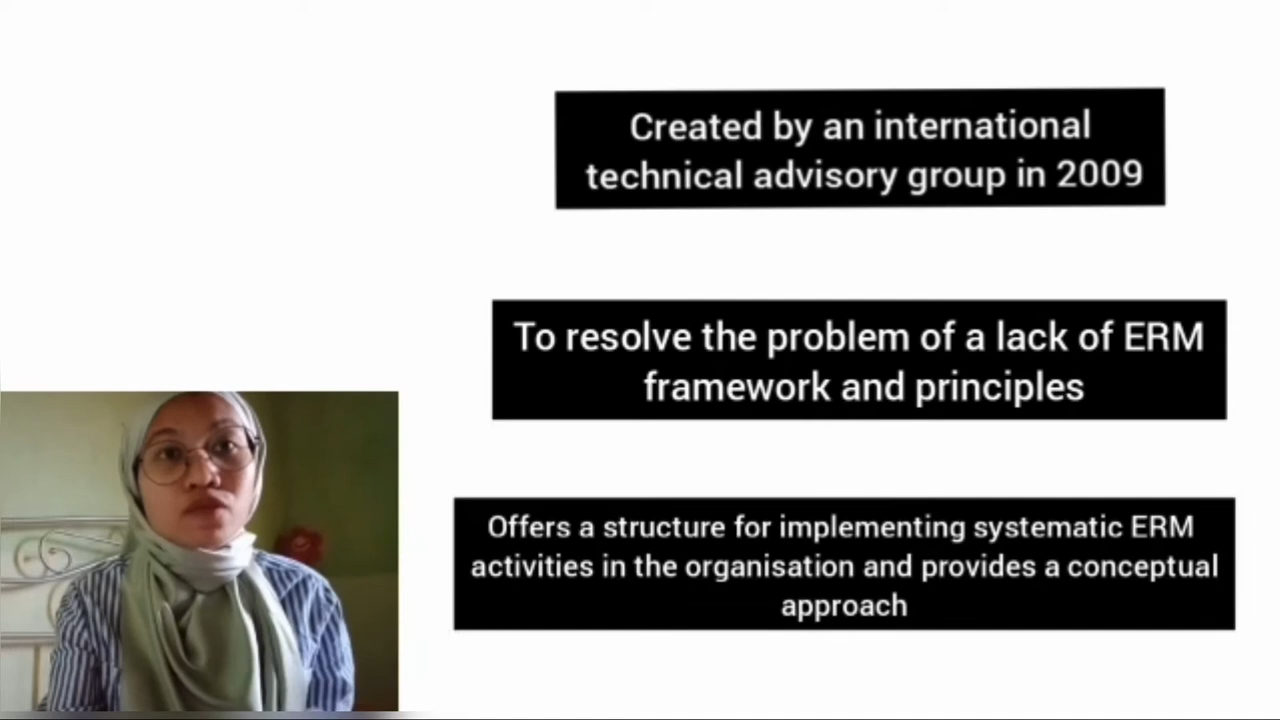 Created by an international
technical advisory group in 2009
To resolve the problem of a lack of ERM
framework and principles
Offers a structure for implementing systematic ERM
activities in the organisation and provides a conceptual
approach